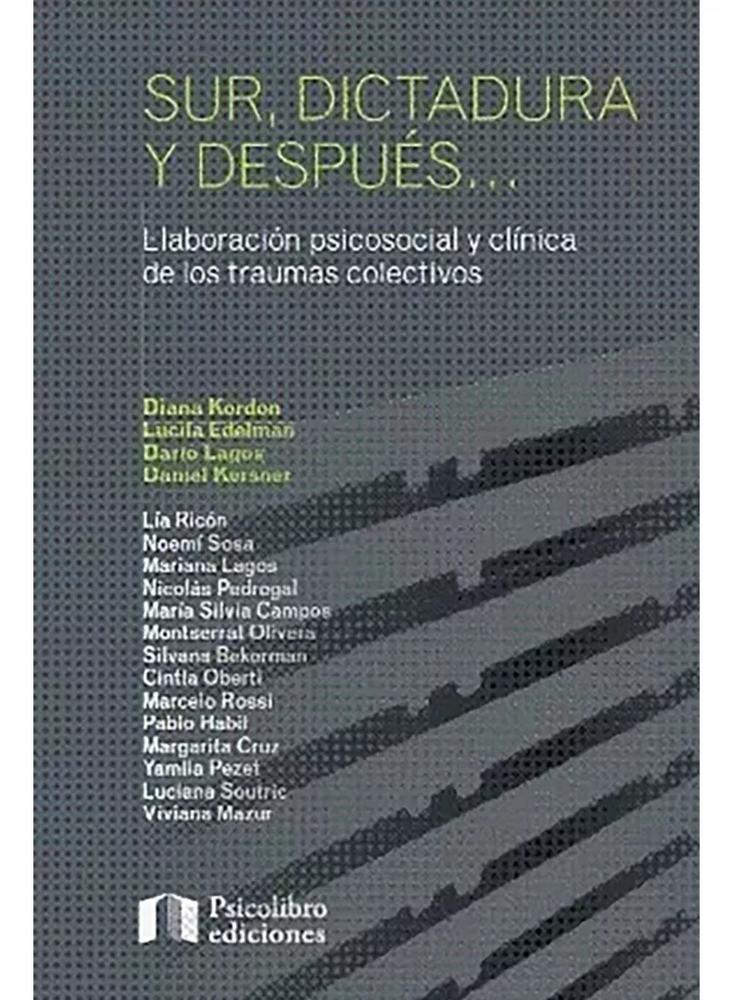 SUR, DICTADURA
Y DESPUÉS...
Elaboración psicosocial y clínica
de los traumas colectivos
Diana Kordon
Lucila Edelman
Darío Lagos
Daniel Kersner
Lía Ricón
Noemí Sosa
Mariana Lagos
Nicolás Pedregal
María Silvia Campos
Montserrat Olivera
Silvana Bekerman
Cintia Oberti
Marcelo Rossi
Pablo Habif
Margarita Cruz
Yamila Pezet
Luciana Soutric
Viviana Mazur
Psicolibro
ediciones